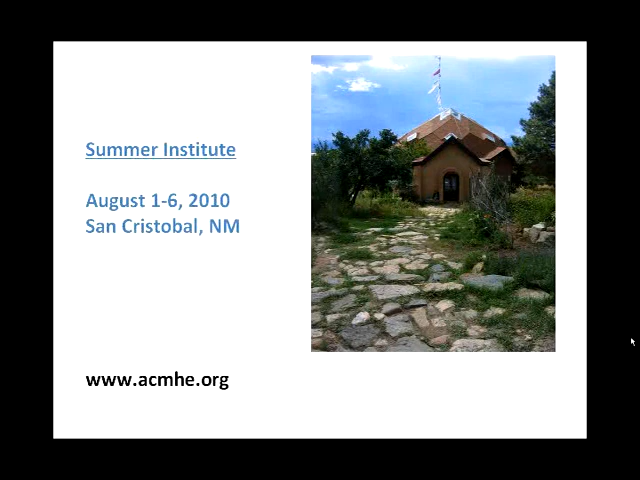 Summer Institute
August 1-6, 2010
San Cristobal, NM
www.acmhe.org